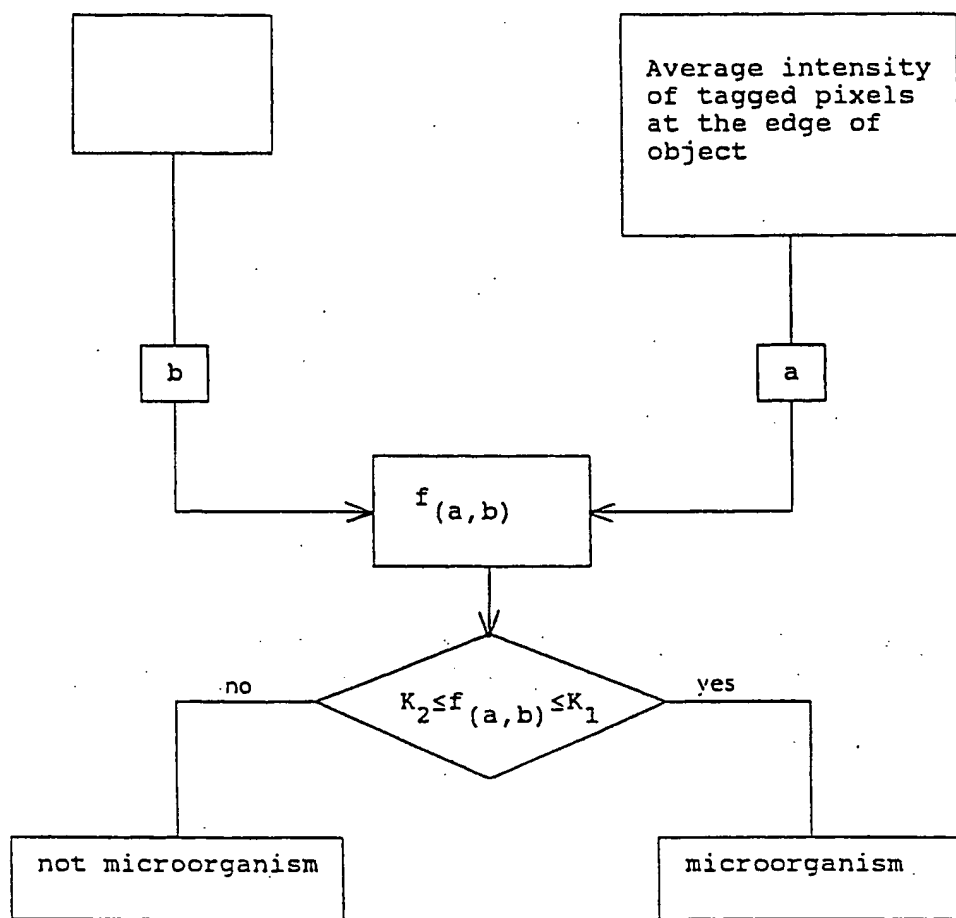 Average intensity
of tagged pixels
at the edge of
object
b
a
f(a,b)
no
K2≤f(a,b)≤K1
yes
not microorganism
microorganism